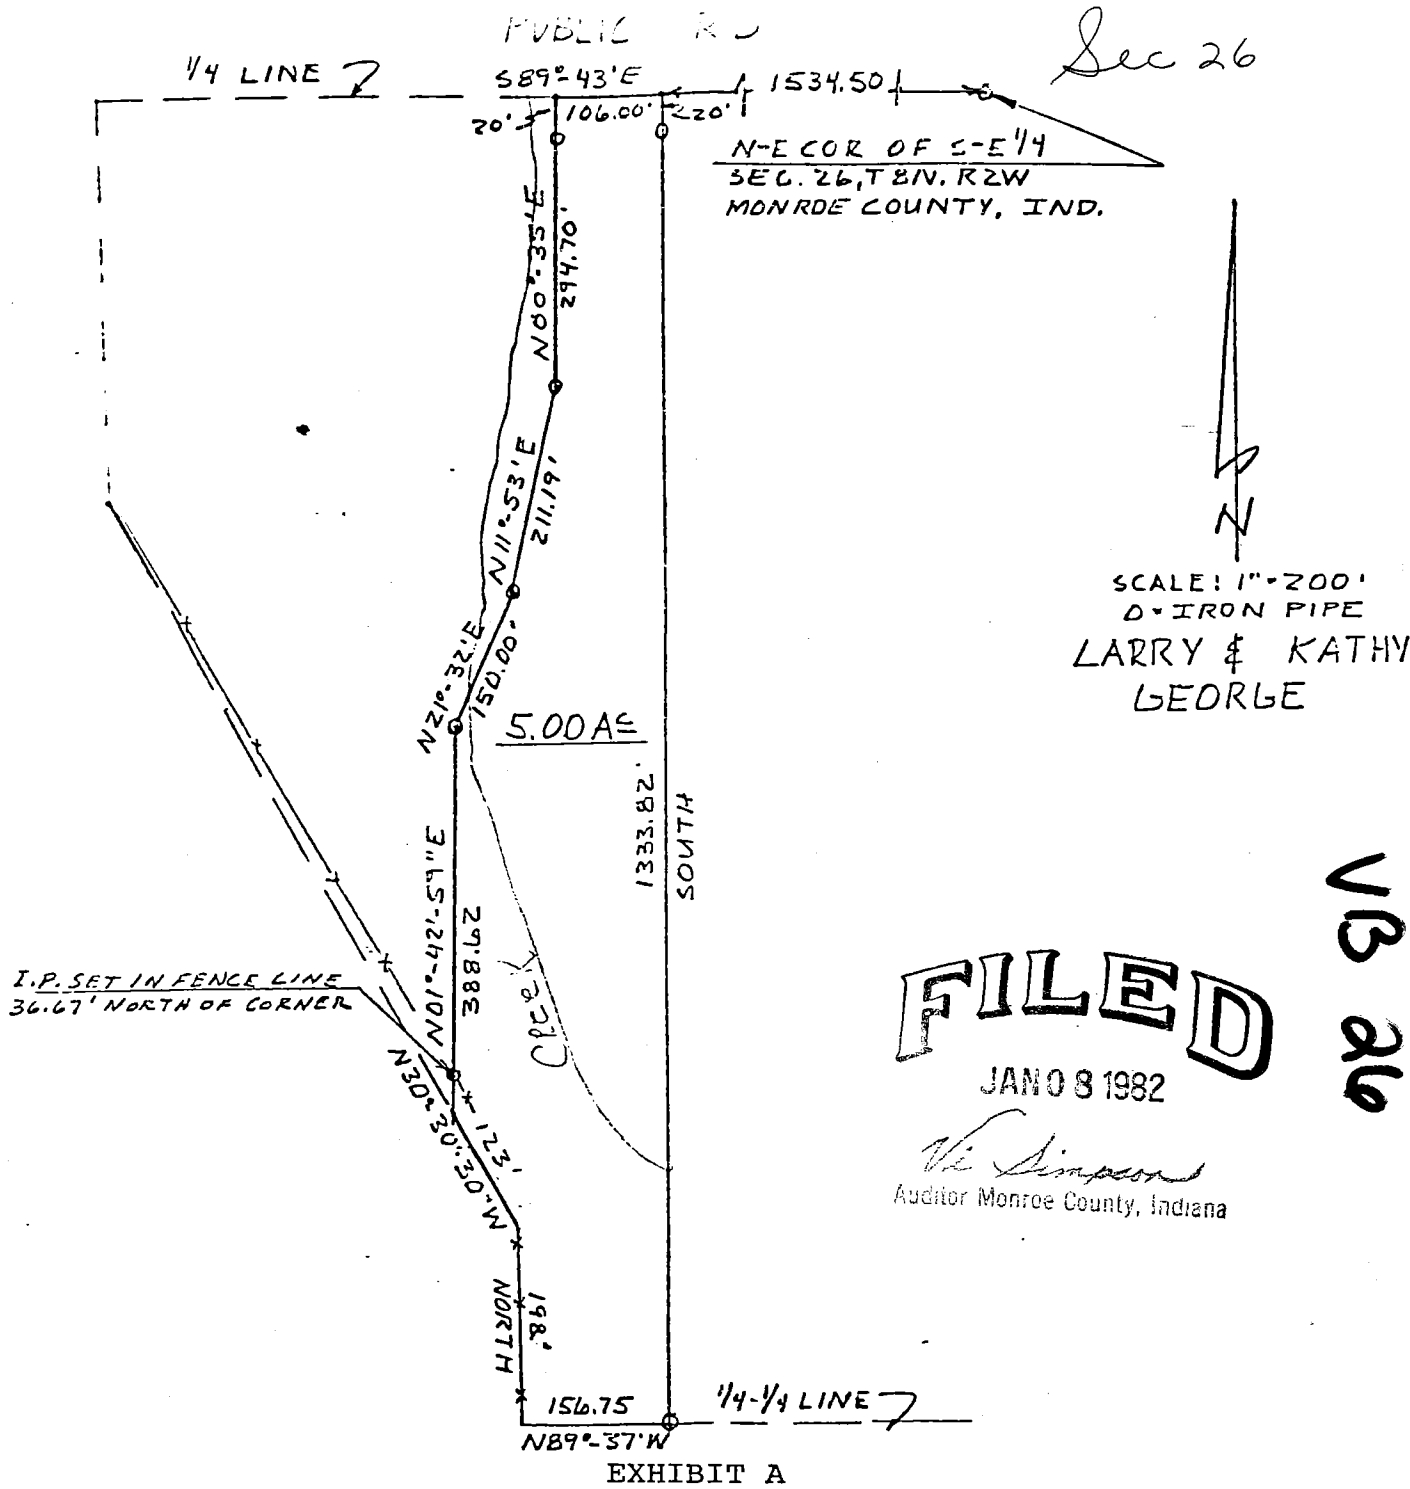 PUBLIC RD
Sec 26
1/4 LINE
S89°-43'E
1534.50
20'
106.00'
20'
N-E COR OF S-E 1/4
SEC. 26, T 8N. R2W
MONROE COUNTY, IND.
N00°-35'E
294.70'
N11°-53'E
211.19'
N
SCALE: 1"=200'
O=IRON PIPE
LARRY & KATHY
GEORGE
N21°-32'E
150.00'
5.00 Ac
1333.82'
SOUTH
N01°-42'-59"E
388.62
Creek
I.P. SET IN FENCE LINE
36.67' NORTH OF CORNER
VB 26
FILED
JAN 08 1982
Vi Simpson
Auditor Monroe County, Indiana
N30°-30'-30"W
123'
NORTH
198'
156.75
1/4-1/4 LINE
N89°-37'W
EXHIBIT A